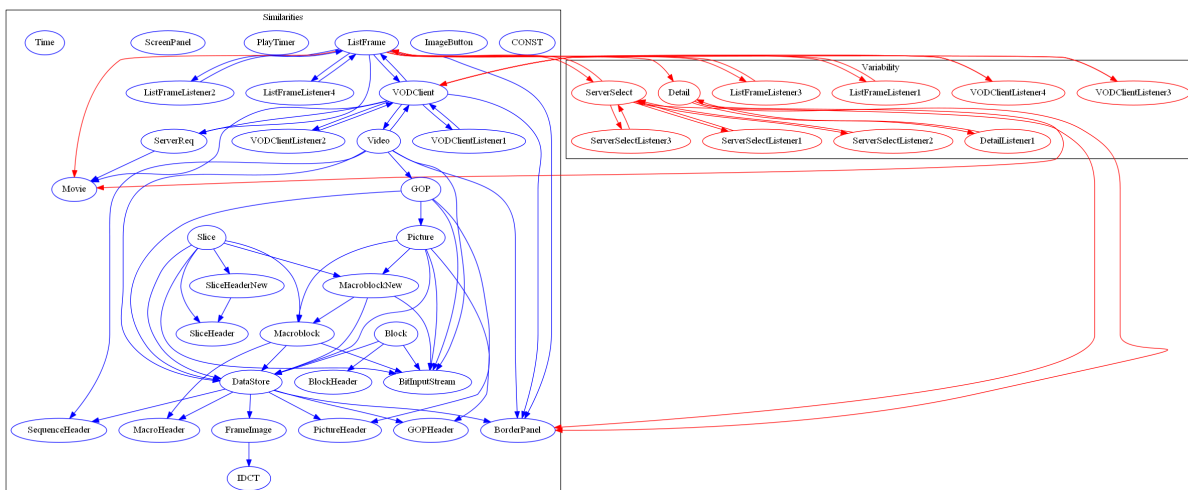 Similarities
Time
ScreenPanel
PlayTimer
ListFrame
ImageButton
CONST
Variability
ListFrameListener2
ListFrameListener4
VODClient
ServerSelect
Detail
ListFrameListener3
ListFrameListener1
VODClientListener4
VODClientListener3
ServerReq
VODClientListener2
Video
VODClientListener1
ServerSelectListener3
ServerSelectListener1
ServerSelectListener2
DetailListener1
Movie
GOP
Slice
Picture
SliceHeaderNew
MacroblockNew
SliceHeader
Macroblock
Block
DataStore
BlockHeader
BitInputStream
SequenceHeader
MacroHeader
FrameImage
PictureHeader
GOPHeader
BorderPanel
IDCT